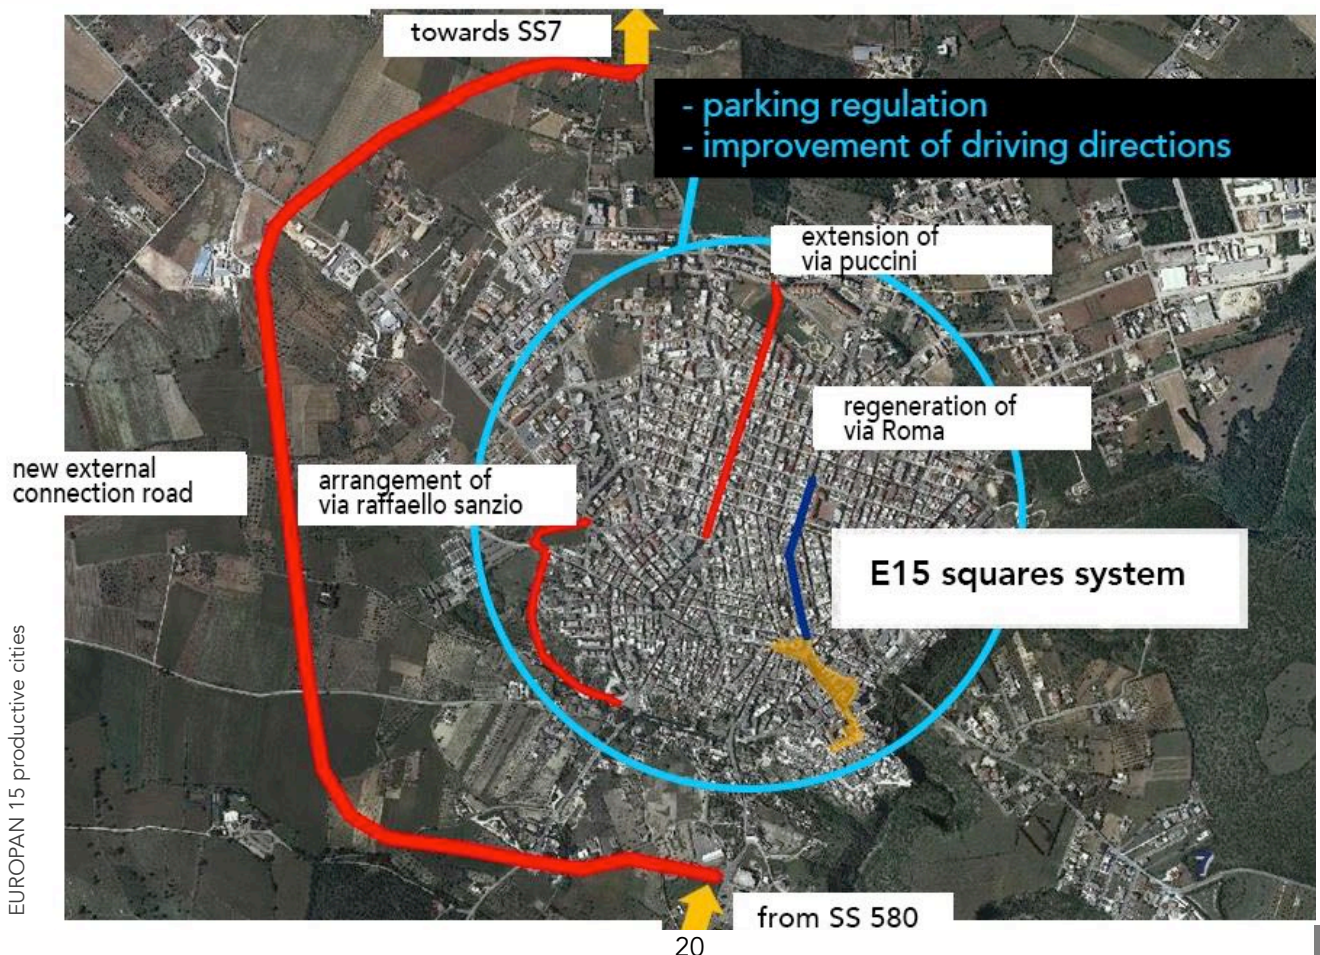 towards SS7
- parking regulation
- improvement of driving directions
extension of
via puccini
regeneration of
via Roma
new external
connection road
arrangement of
via raffaello sanzio
E15 squares system
from SS 580
EUROPAN 15 productive cities
20